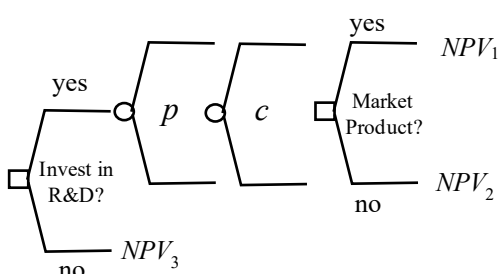 yes
NPV₁
yes
p
c
Market
Product?
Invest in
R&D?
NPV₂
no
NPV₃
no